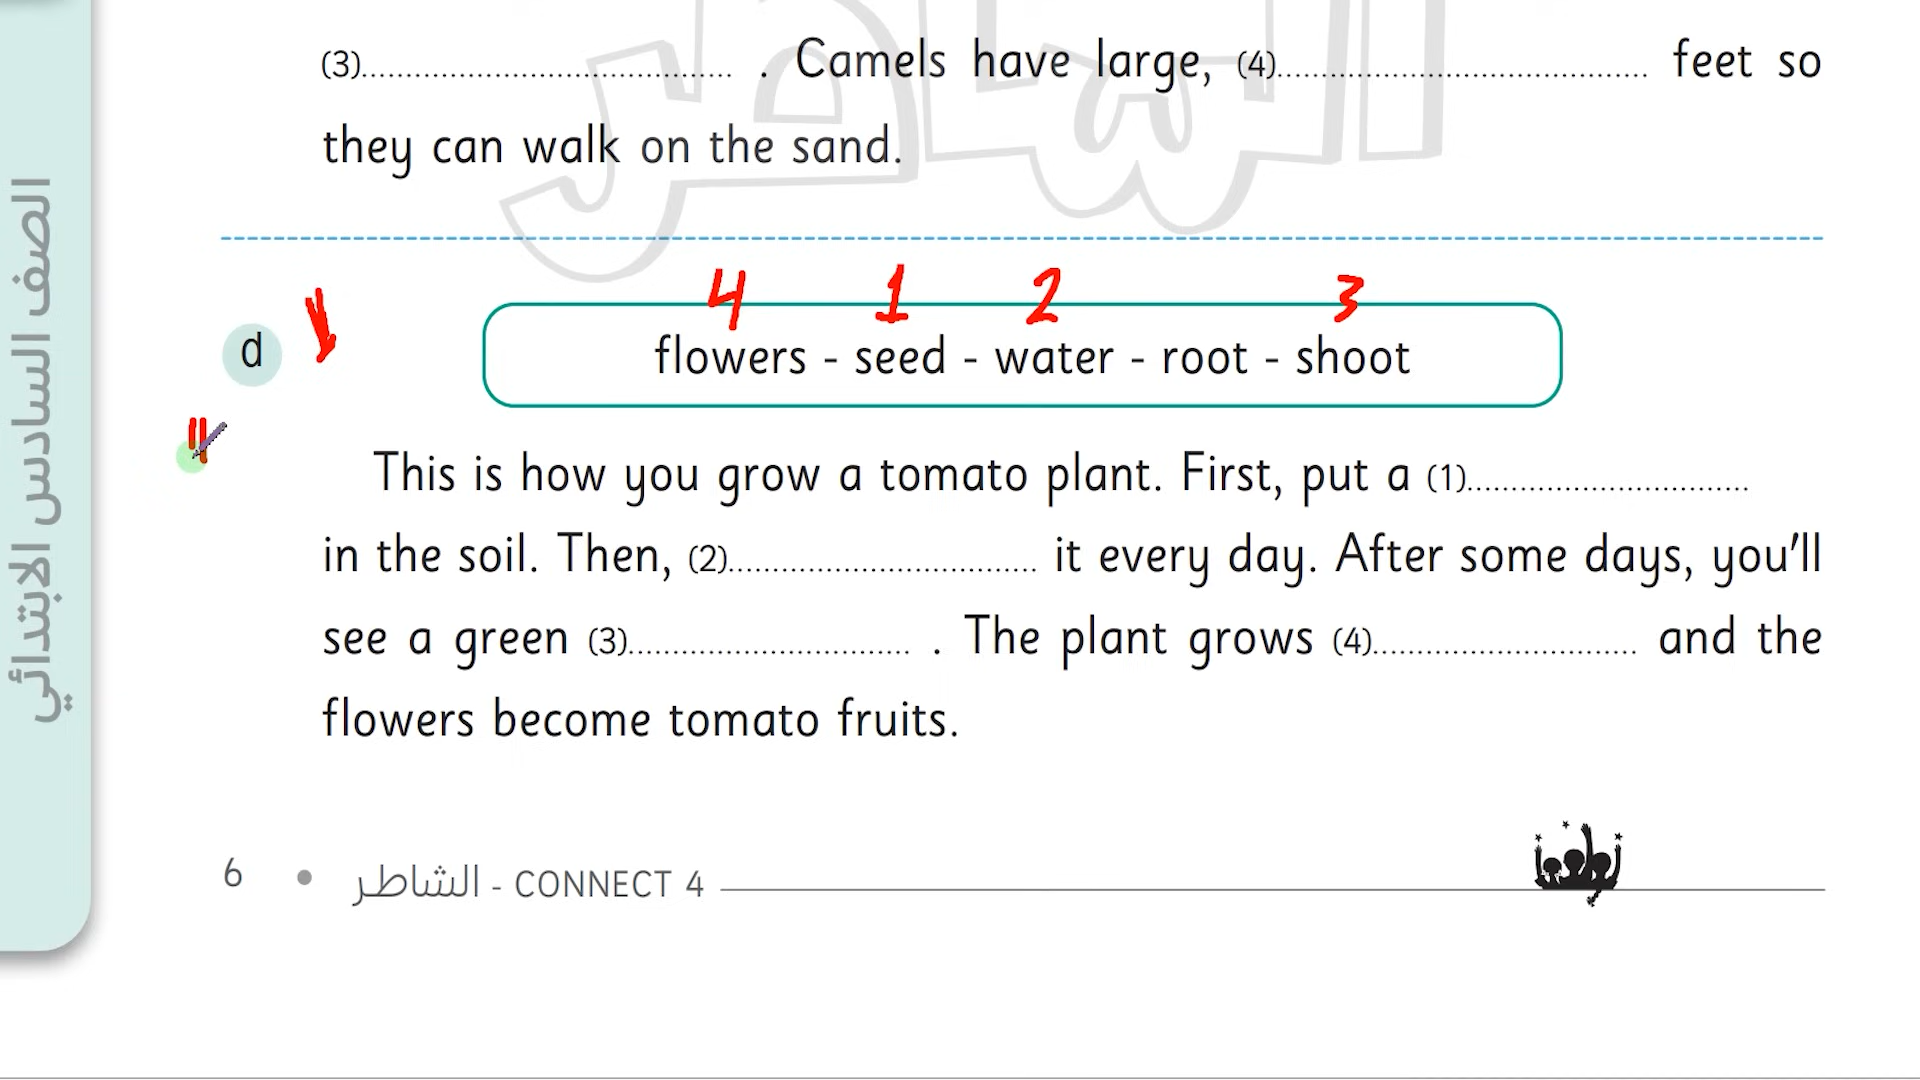 (3)..................................... . Camels have large, (4)..................................... feet so
they can walk on the sand.
الشاطر
الصف السادس الابتدائي
4 1 2 3
d
flowers - seed - water - root - shoot
This is how you grow a tomato plant. First, put a (1)............................
in the soil. Then, (2)............................... it every day. After some days, you'll
see a green (3)............................ . The plant grows (4).......................... and the
flowers become tomato fruits.
6 • الشاطر - CONNECT 4